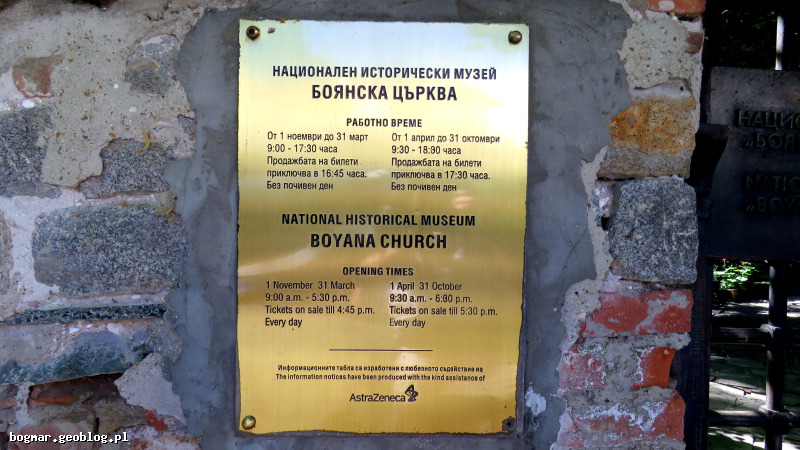 НАЦИОНАЛЕН ИСТОРИЧЕСКИ МУЗЕЙ
БОЯНСКА ЦЪРКВА
РАБОТНО ВРЕМЕ
От 1 ноември до 31 март
9:00 - 17:30 часа
Продажбата на билети
приключва в 16:45 часа.
Без почивен ден
От 1 април до 31 октомври
9:30 - 18:00 часа
Продажбата на билети
приключва в 17:30 часа.
Без почивен ден
NATIONAL HISTORICAL MUSEUM
BOYANA CHURCH
OPENING TIMES
1 November 31 March
9:00 a.m. - 5:30 p.m.
Tickets on sale till 4:45 p.m.
Every day
1 April 31 October
9:30 a.m. - 6:80 p.m.
Tickets on sale till 5:30 p.m.
Every day
Информационните табла са изработени с любезното съдействие на
The information notices have been produced with the kind assistance of
AstraZeneca
bogmar.geoblog.pl